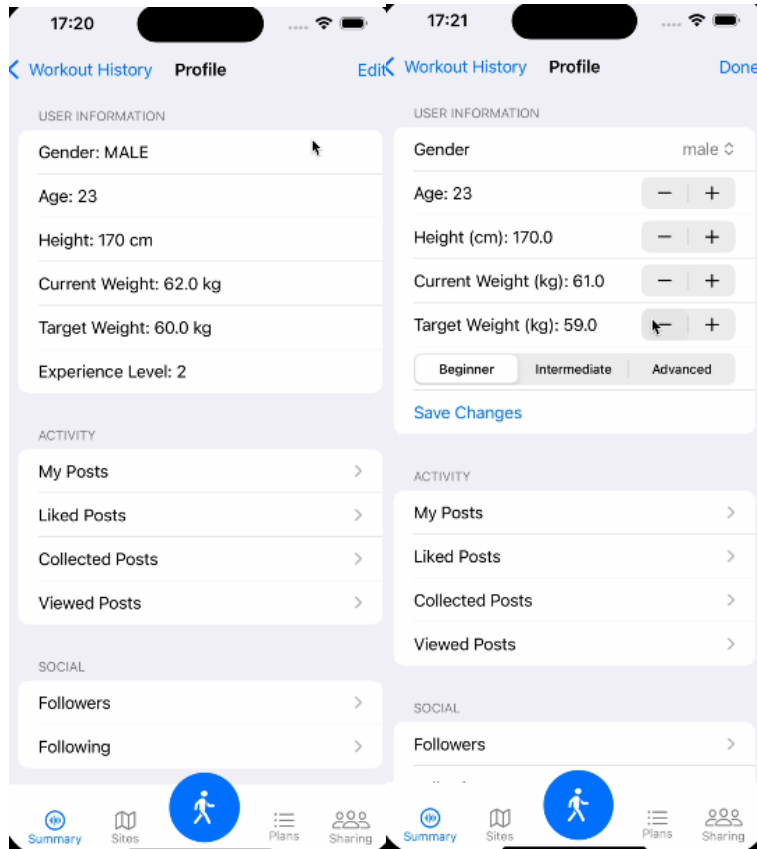 17:20
Workout History Profile Edit
USER INFORMATION
Gender: MALE
Age: 23
Height: 170 cm
Current Weight: 62.0 kg
Target Weight: 60.0 kg
Experience Level: 2
ACTIVITY
My Posts
Liked Posts
Collected Posts
Viewed Posts
SOCIAL
Followers
Following
Summary Sites Plans Sharing
17:21
Workout History Profile Done
USER INFORMATION
Gender male
Age: 23 − +
Height (cm): 170.0 − +
Current Weight (kg): 61.0 − +
Target Weight (kg): 59.0 − +
Beginner Intermediate Advanced
Save Changes
ACTIVITY
My Posts
Liked Posts
Collected Posts
Viewed Posts
SOCIAL
Followers
Summary Sites Plans Sharing